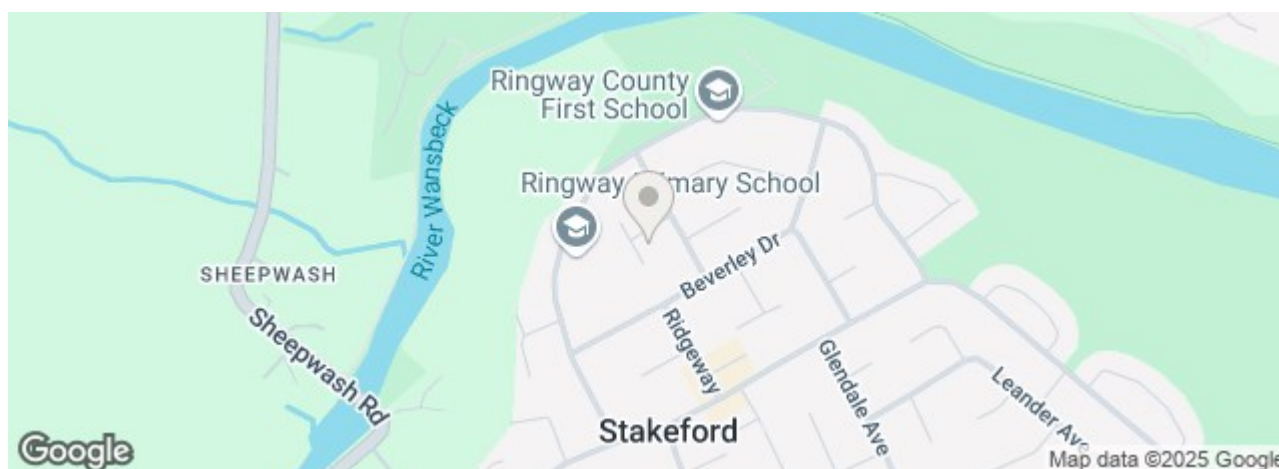 Ringway County
First School
Ringway Primary School
River Wansbeck
SHEEPWASH
Beverley Dr
Sheepwash Rd
Ridgeway
Glendale Ave
Leander Ave
Stakeford
Google
Map data ©2025 Google